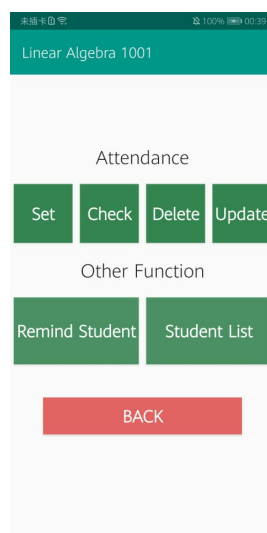 未插卡 100% 00:39
Linear Algebra 1001
Attendance
Set Check Delete Update
Other Function
Remind Student Student List
BACK